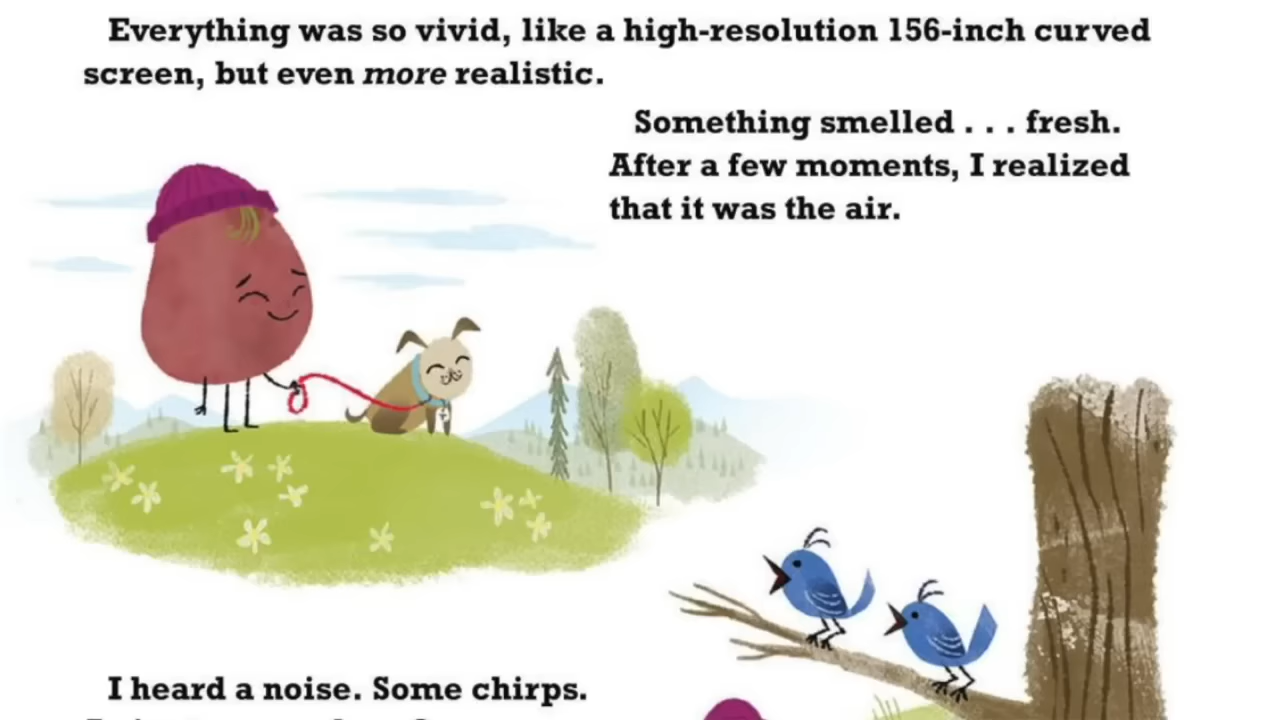 Everything was so vivid, like a high-resolution 156-inch curved
screen, but even more realistic.
Something smelled . . . fresh.
After a few moments, I realized
that it was the air.
I heard a noise. Some chirps.